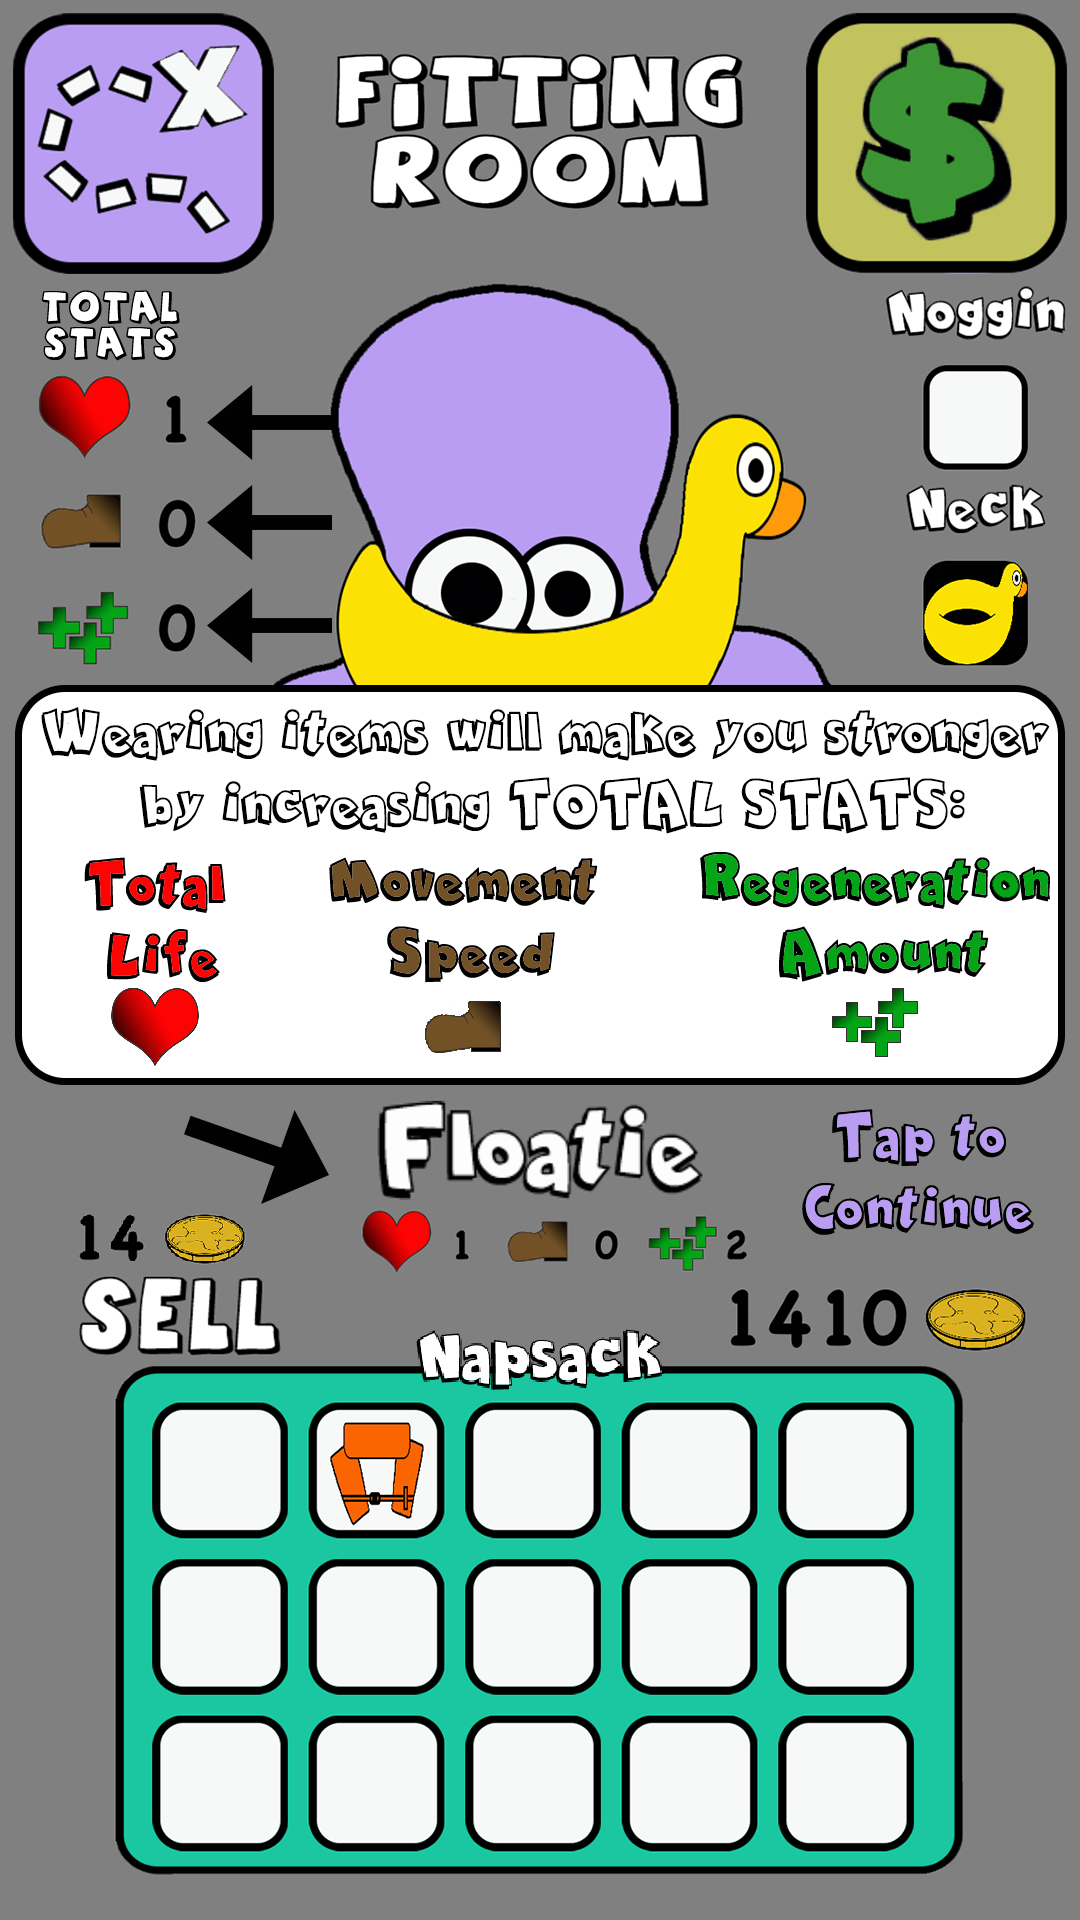 X
FiTTiNG
ROOM
$
TOTAL
STATS
1
0
0
Noggin
Neck
Wearing items will make you stronger
by increasing TOTAL STATS:
Total
Life
Movement
Speed
Regeneration
Amount
Floatie
Tap to
Continue
14
1 0 2
SELL
1410
Napsack